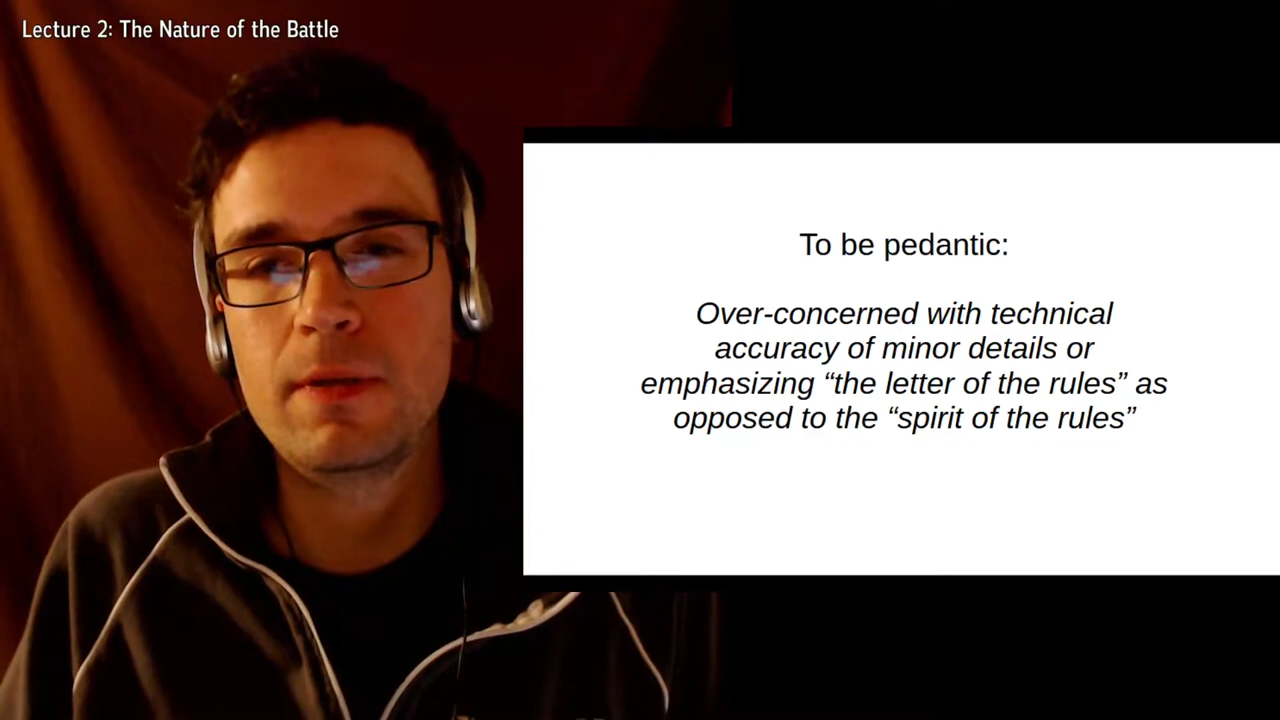 Lecture 2: The Nature of the Battle
To be pedantic:
Over-concerned with technical
accuracy of minor details or
emphasizing “the letter of the rules” as
opposed to the “spirit of the rules”